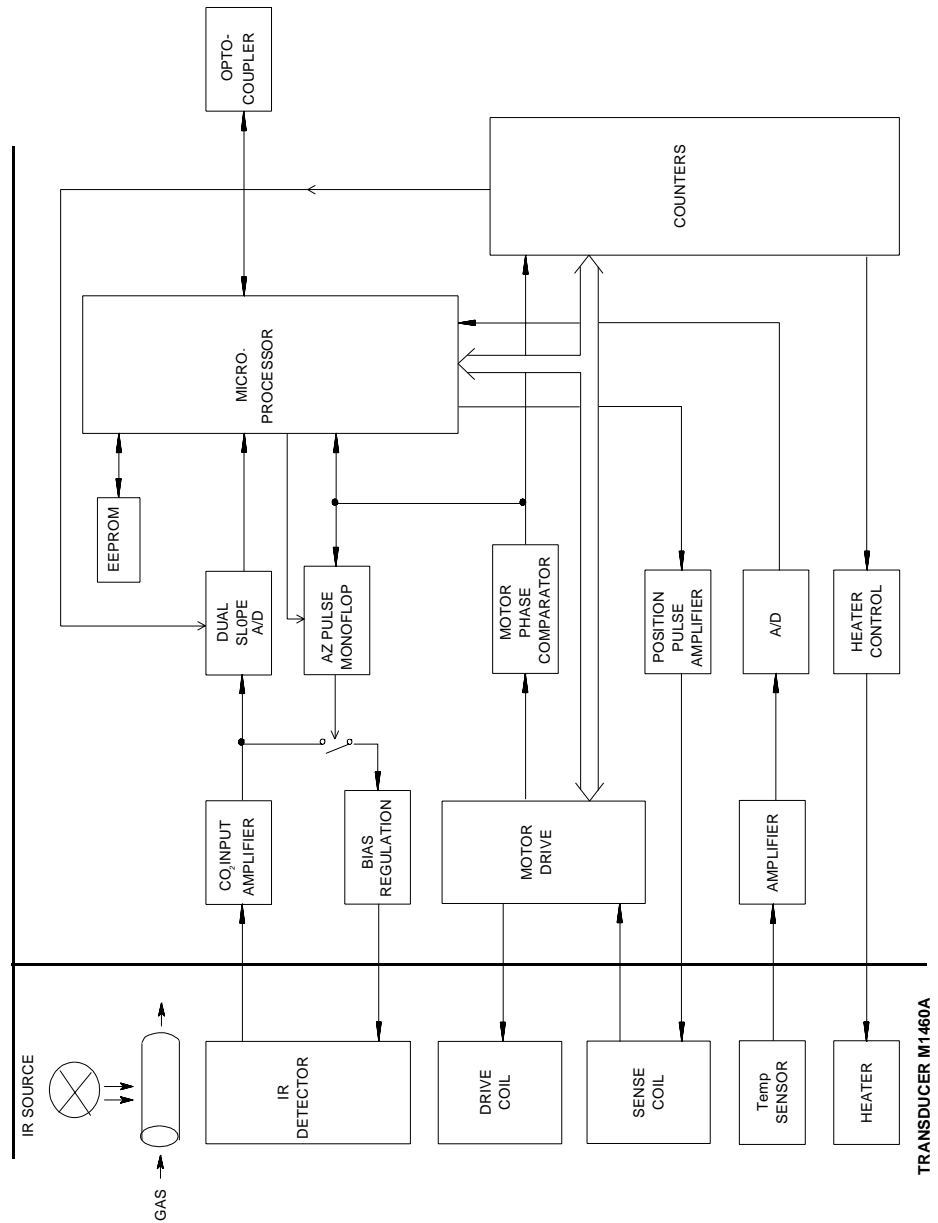 IR SOURCE
GAS
IR
DETECTOR
DRIVE
COIL
SENSE
COIL
Temp
SENSOR
HEATER
TRANSDUCER M1460A
CO₂INPUT
AMPLIFIER
BIAS
REGULATION
MOTOR
DRIVE
AMPLIFIER
DUAL
SL0PE
A/D
AZ PULSE
MONOFLOP
MOTOR
PHASE
COMPARATOR
POSITION
PULSE
AMPLIFIER
A/D
HEATER
CONTROL
EEPROM
MICRO-
PROCESSOR
COUNTERS
OPTO-
COUPLER